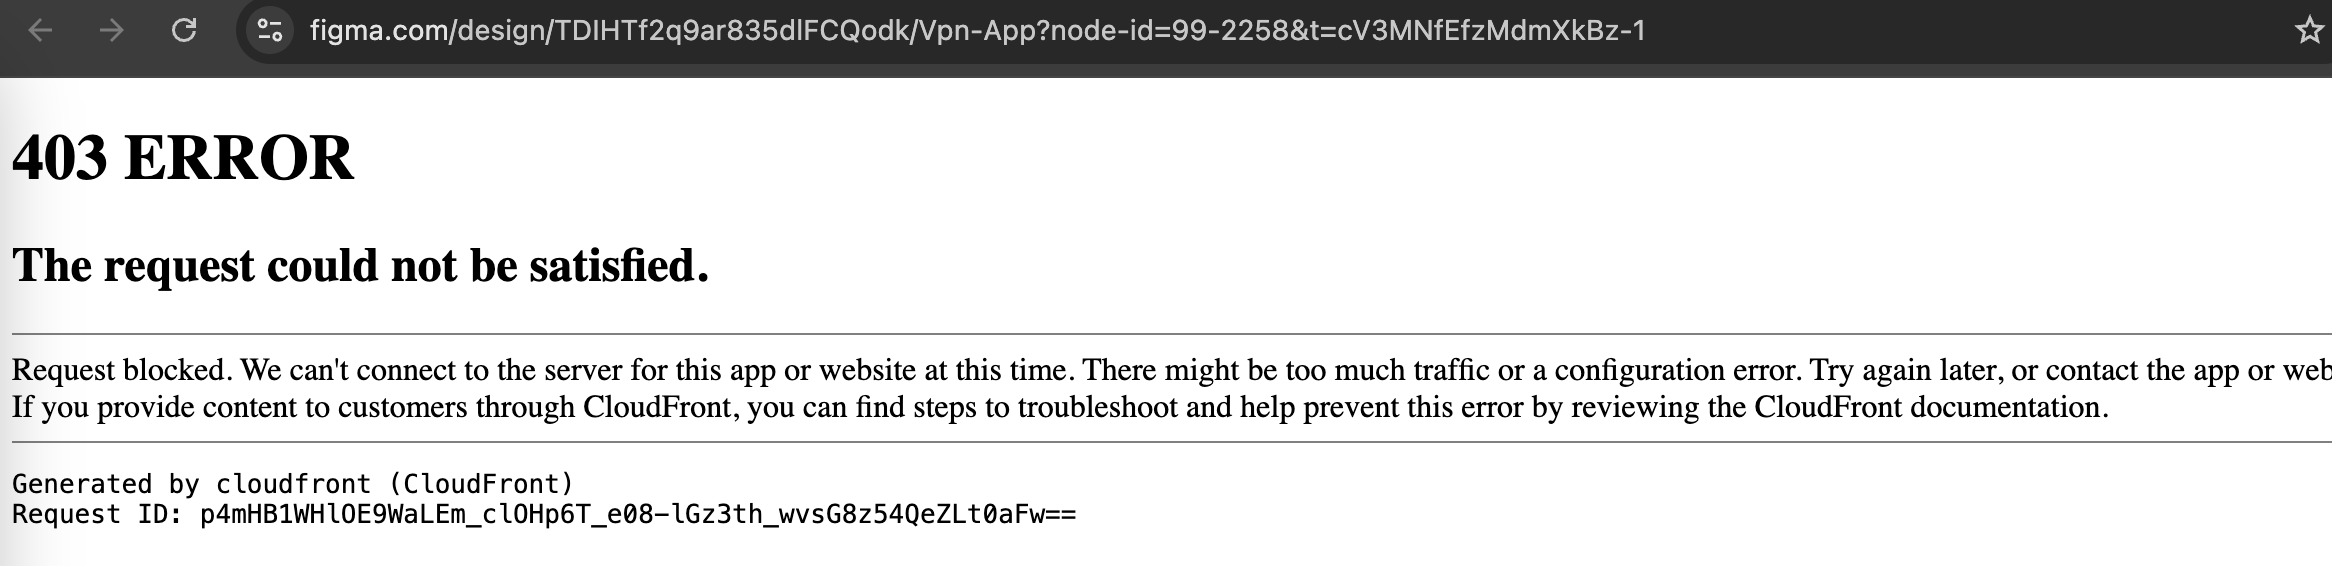 figma.com/design/TDIHTf2q9ar835dlFCQodk/Vpn-App?node-id=99-2258&t=cV3MNfEfzMdmXkBz-1
403 ERROR
The request could not be satisfied.
Request blocked. We can't connect to the server for this app or website at this time. There might be too much traffic or a configuration error. Try again later, or contact the app or web
If you provide content to customers through CloudFront, you can find steps to troubleshoot and help prevent this error by reviewing the CloudFront documentation.
Generated by cloudfront (CloudFront)
Request ID: p4mHB1WHlOE9WaLEm_clOHp6T_e08-lGz3th_wvsG8z54QeZLt0aFw==